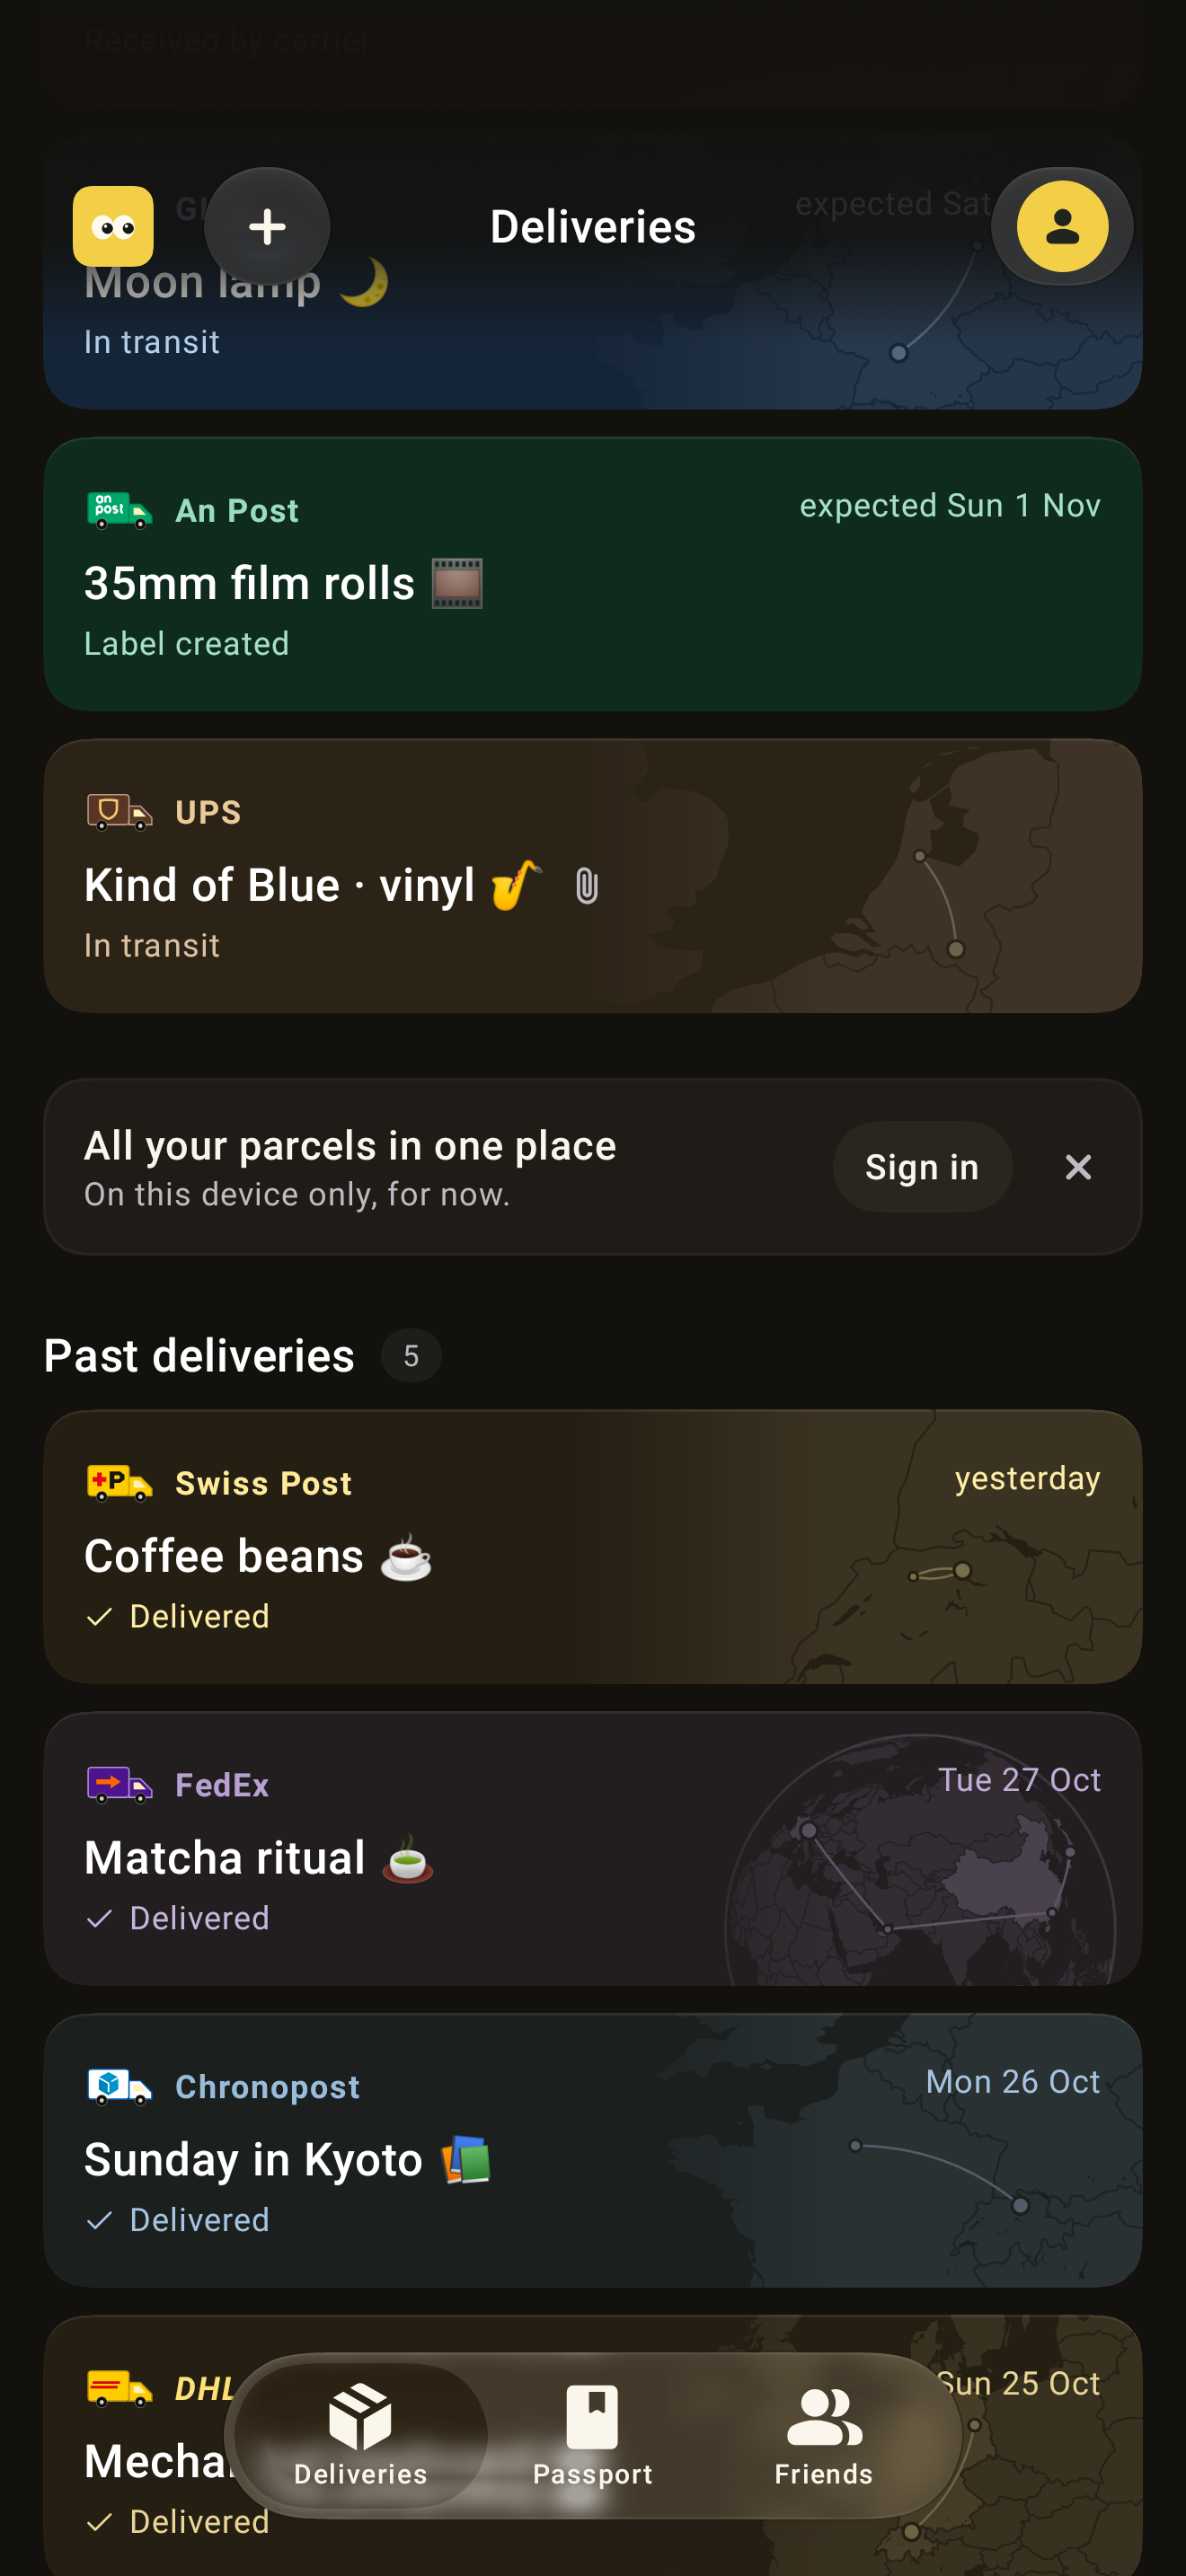 Received by carrier
Deliveries
expected Sat
Moon lamp 🌙
In transit
an post
An Post
expected Sun 1 Nov
35mm film rolls 🎞️
Label created
UPS
Kind of Blue · vinyl 🎷
In transit
All your parcels in one place
On this device only, for now.
Sign in
Past deliveries 5
P
Swiss Post
yesterday
Coffee beans ☕
Delivered
FedEx
Tue 27 Oct
Matcha ritual 🍵
Delivered
Chronopost
Mon 26 Oct
Sunday in Kyoto
Delivered
DHL
Sun 25 Oct
Delivered
Deliveries
Passport
Friends